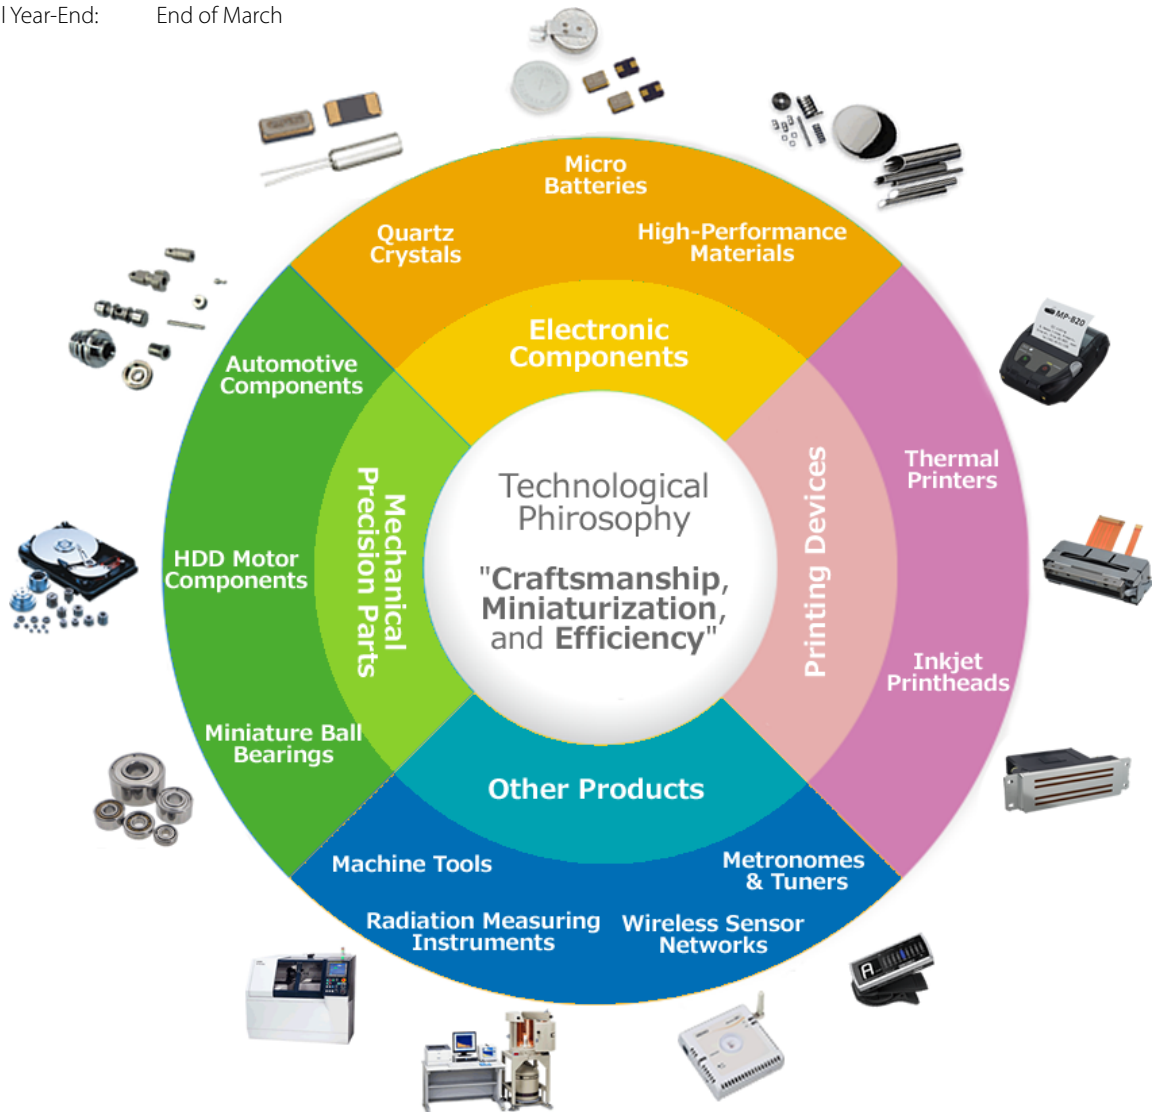 l Year-End: End of March
Micro
Batteries
Quartz
Crystals
High-Performance
Materials
Electronic
Components
MP-820
Automotive
Components
HDD Motor
Components
Miniature Ball
Bearings
Mechanical
Precision Parts
Technological
Phirosophy
"Craftsmanship,
Miniaturization,
and Efficiency"
Printing Devices
Thermal
Printers
Inkjet
Printheads
Other Products
Machine Tools
Metronomes
& Tuners
Radiation Measuring
Instruments
Wireless Sensor
Networks
A